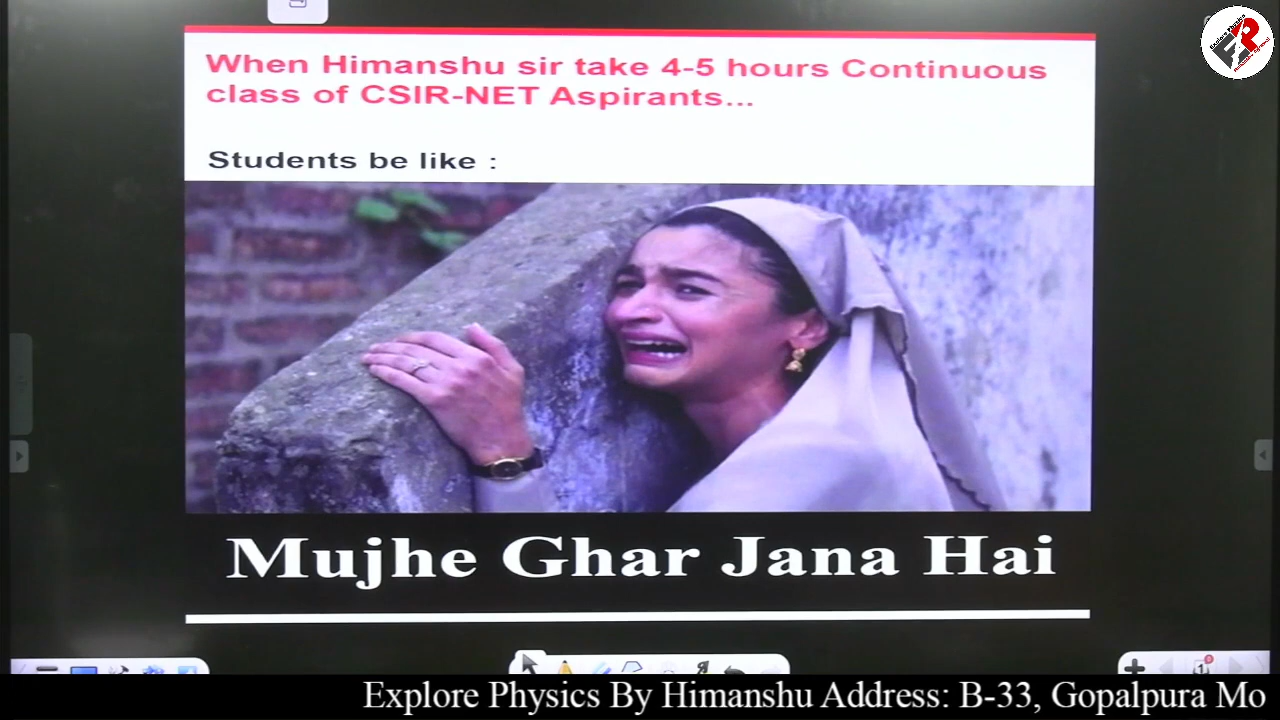 When Himanshu sir take 4-5 hours Continuous
class of CSIR-NET Aspirants...
Students be like :
Mujhe Ghar Jana Hai
1
Explore Physics By Himanshu Address: B-33, Gopalpura Mo